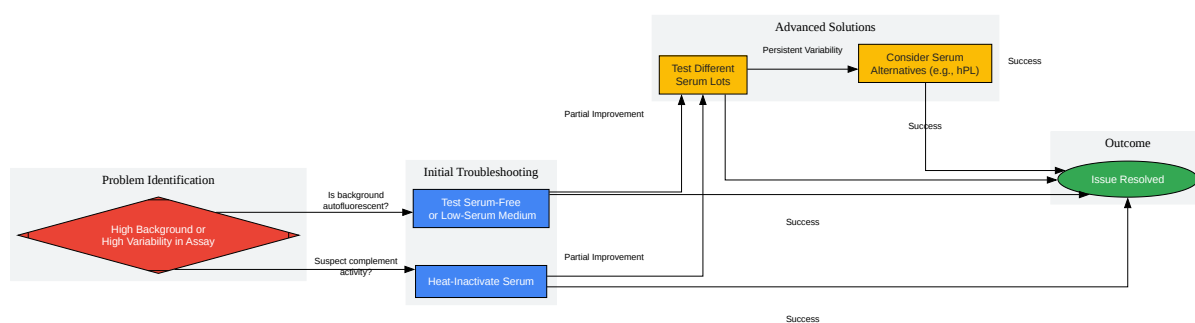 Advanced Solutions
Test Different
Serum Lots
Persistent Variability
Consider Serum
Alternatives (e.g., hPL)
Success
Partial Improvement
Success
Outcome
Issue Resolved
Problem Identification
High Background or
High Variability in Assay
Is background
autofluorescent?
Suspect complement
activity?
Initial Troubleshooting
Test Serum-Free
or Low-Serum Medium
Heat-Inactivate Serum
Success
Partial Improvement
Success